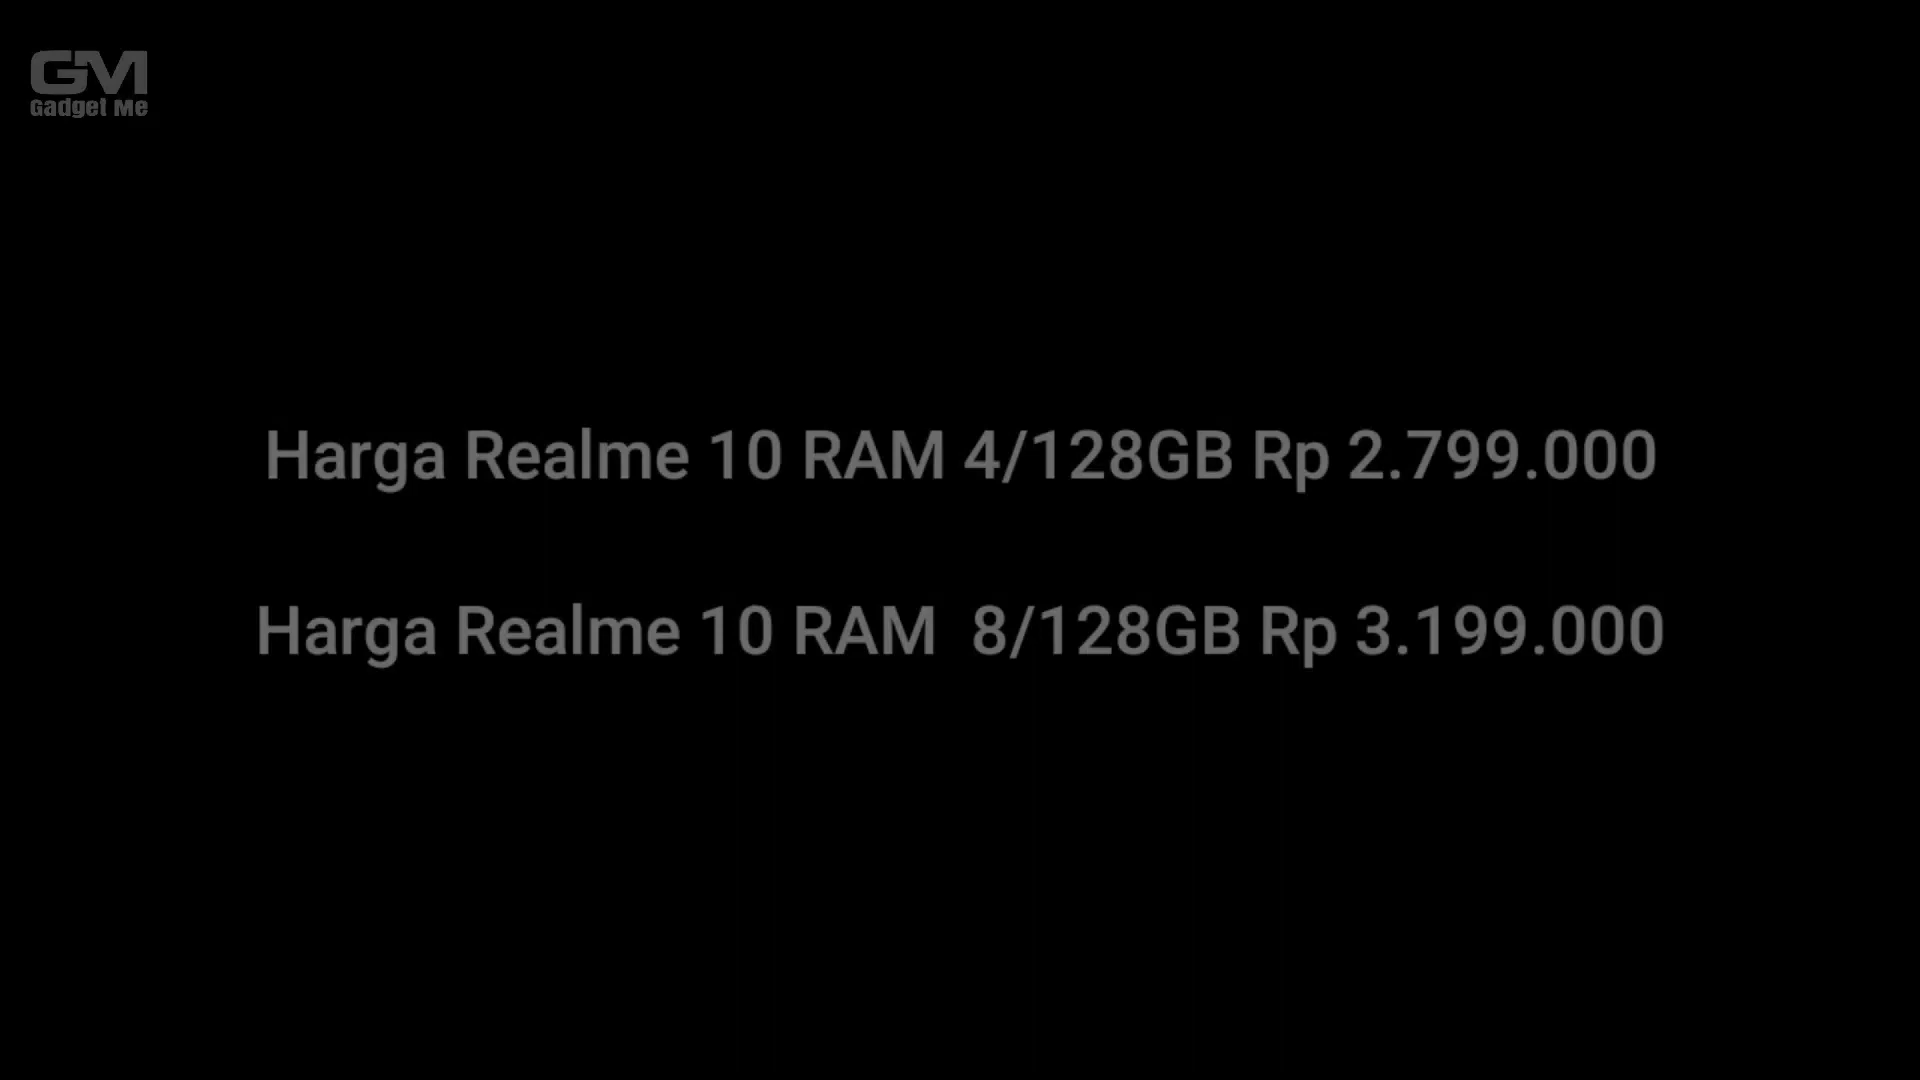 GM
Gadget Me
Harga Realme 10 RAM 4/128GB Rp 2.799.000
Harga Realme 10 RAM  8/128GB Rp 3.199.000